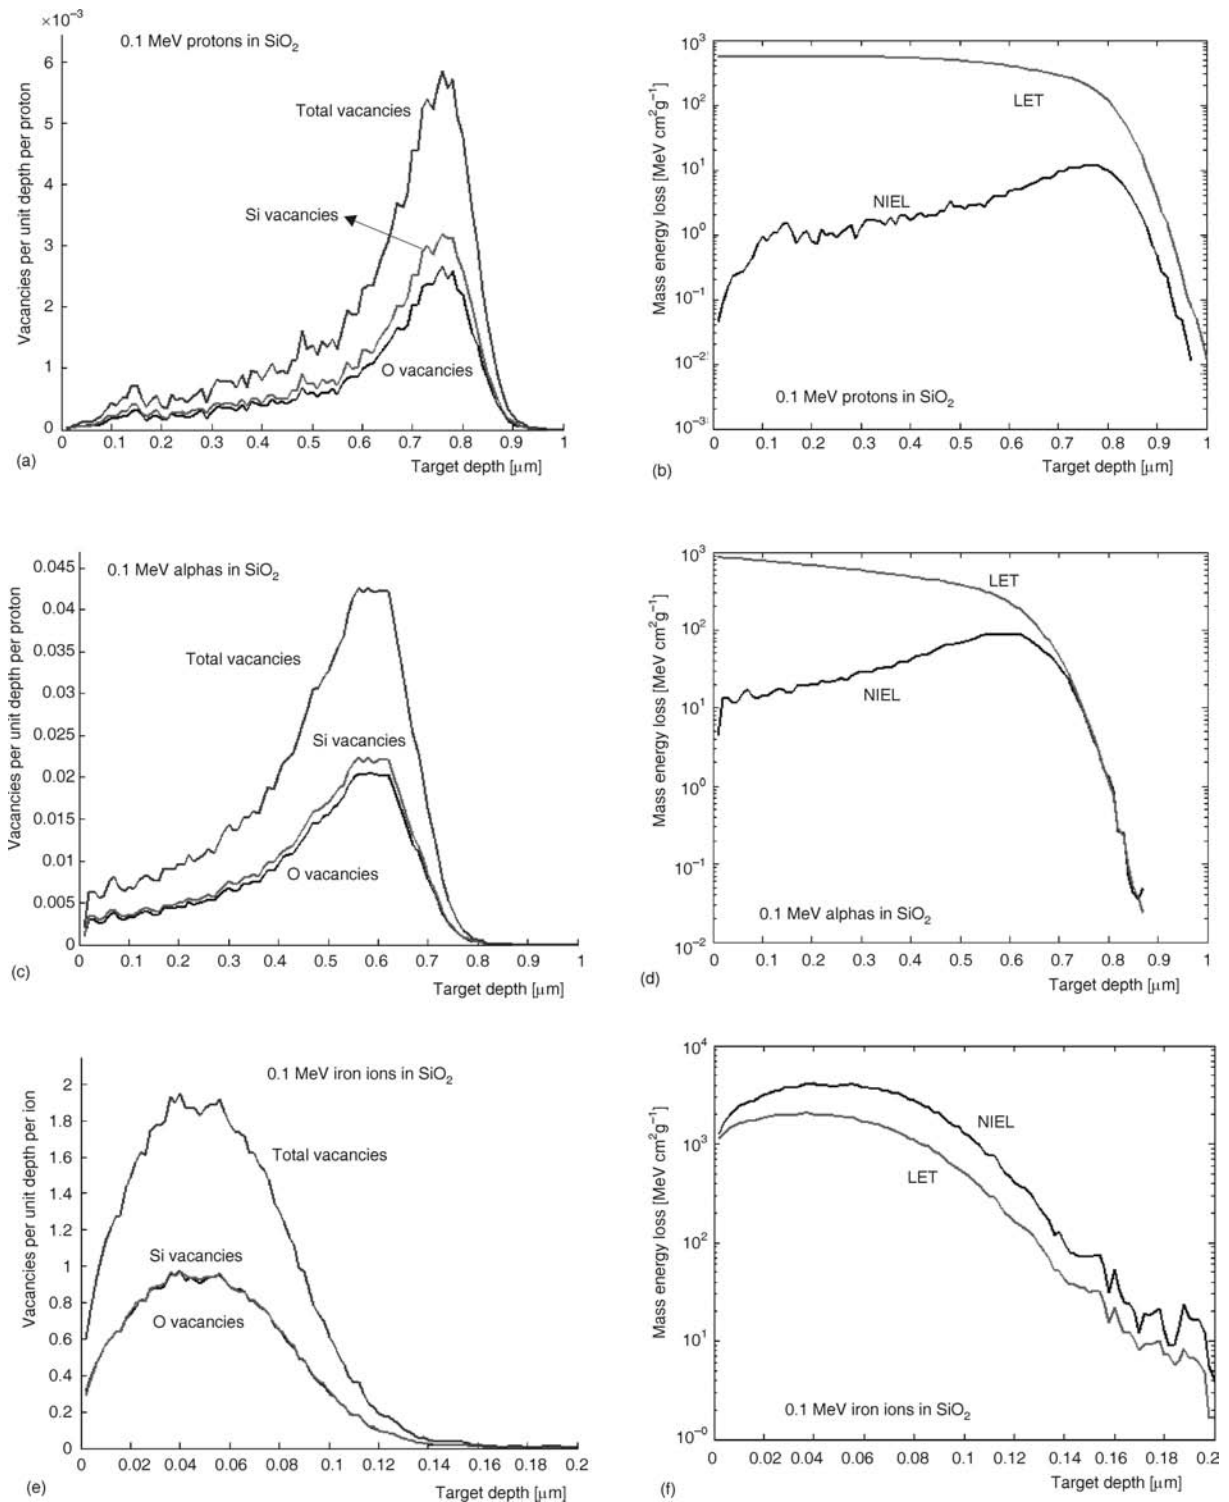 ×10⁻³
0.1 MeV protons in SiO₂
6
5
4
3
2
1
0
Total vacancies
Si vacancies
O vacancies
Vacancies per unit depth per proton
0 0.1 0.2 0.3 0.4 0.5 0.6 0.7 0.8 0.9 1
Target depth [μm]
(a)
10³
10²
10¹
10⁰
10⁻¹
10⁻²
10⁻³
LET
NIEL
Mass energy loss [MeV cm²g⁻¹]
0.1 MeV protons in SiO₂
0 0.1 0.2 0.3 0.4 0.5 0.6 0.7 0.8 0.9 1
Target depth [μm]
(b)
0.045
0.04
0.035
0.03
0.025
0.02
0.015
0.01
0.005
0
0.1 MeV alphas in SiO₂
Total vacancies
Si vacancies
O vacancies
Vacancies per unit depth per proton
0 0.1 0.2 0.3 0.4 0.5 0.6 0.7 0.8 0.9 1
Target depth [μm]
(c)
10³
10²
10¹
10⁰
10⁻¹
10⁻²
LET
NIEL
Mass energy loss [MeV cm²g⁻¹]
0.1 MeV alphas in SiO₂
0 0.1 0.2 0.3 0.4 0.5 0.6 0.7 0.8 0.9 1
Target depth [μm]
(d)
2
1.8
1.6
1.4
1.2
1
0.8
0.6
0.4
0.2
0
0.1 MeV iron ions in SiO₂
Total vacancies
Si vacancies
O vacancies
Vacancies per unit depth per ion
0 0.02 0.04 0.06 0.08 0.1 0.12 0.14 0.16 0.18 0.2
Target depth [μm]
(e)
10⁴
10³
10²
10¹
10⁻⁰
NIEL
LET
Mass energy loss [MeV cm²g⁻¹]
0.1 MeV iron ions in SiO₂
0 0.02 0.04 0.06 0.08 0.1 0.12 0.14 0.16 0.18 0.2
Target depth [μm]
(f)